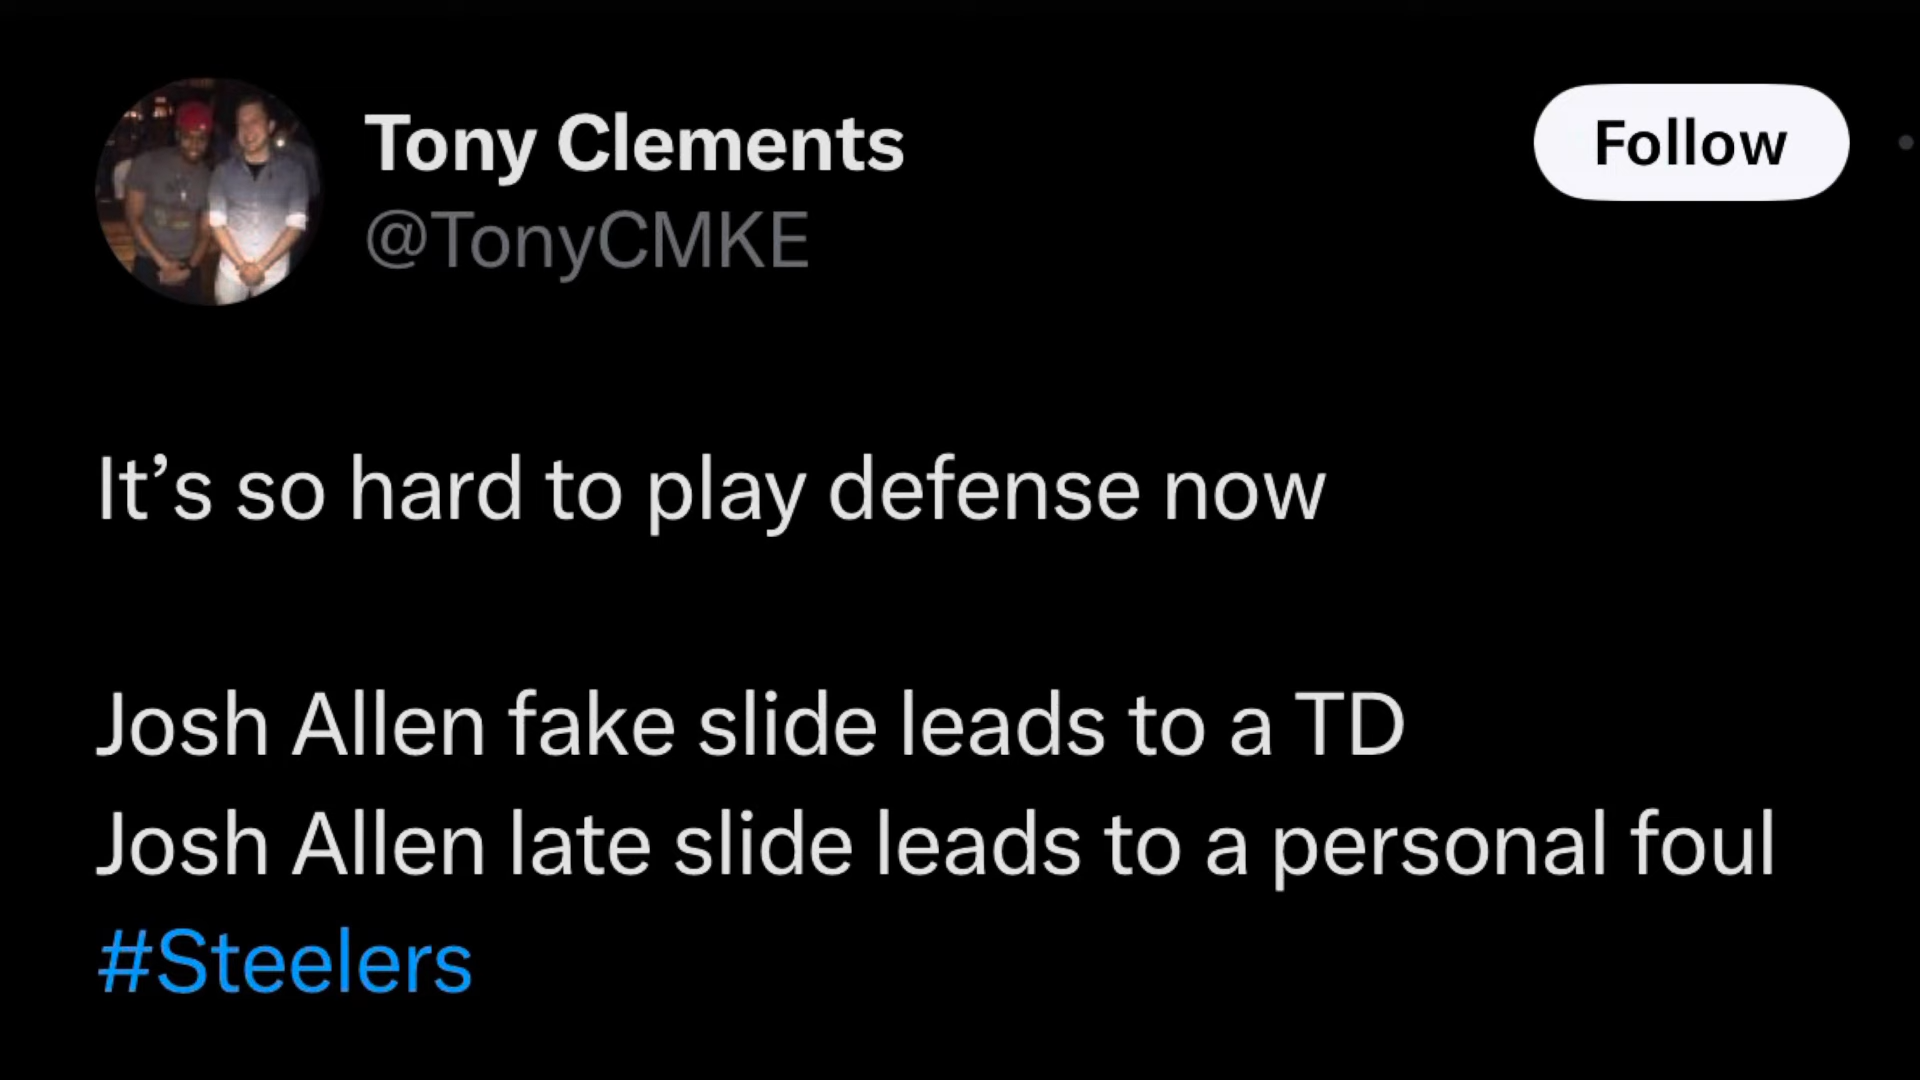 Tony Clements
Follow
@TonyCMKE
It’s so hard to play defense now
Josh Allen fake slide leads to a TD
Josh Allen late slide leads to a personal foul
#Steelers